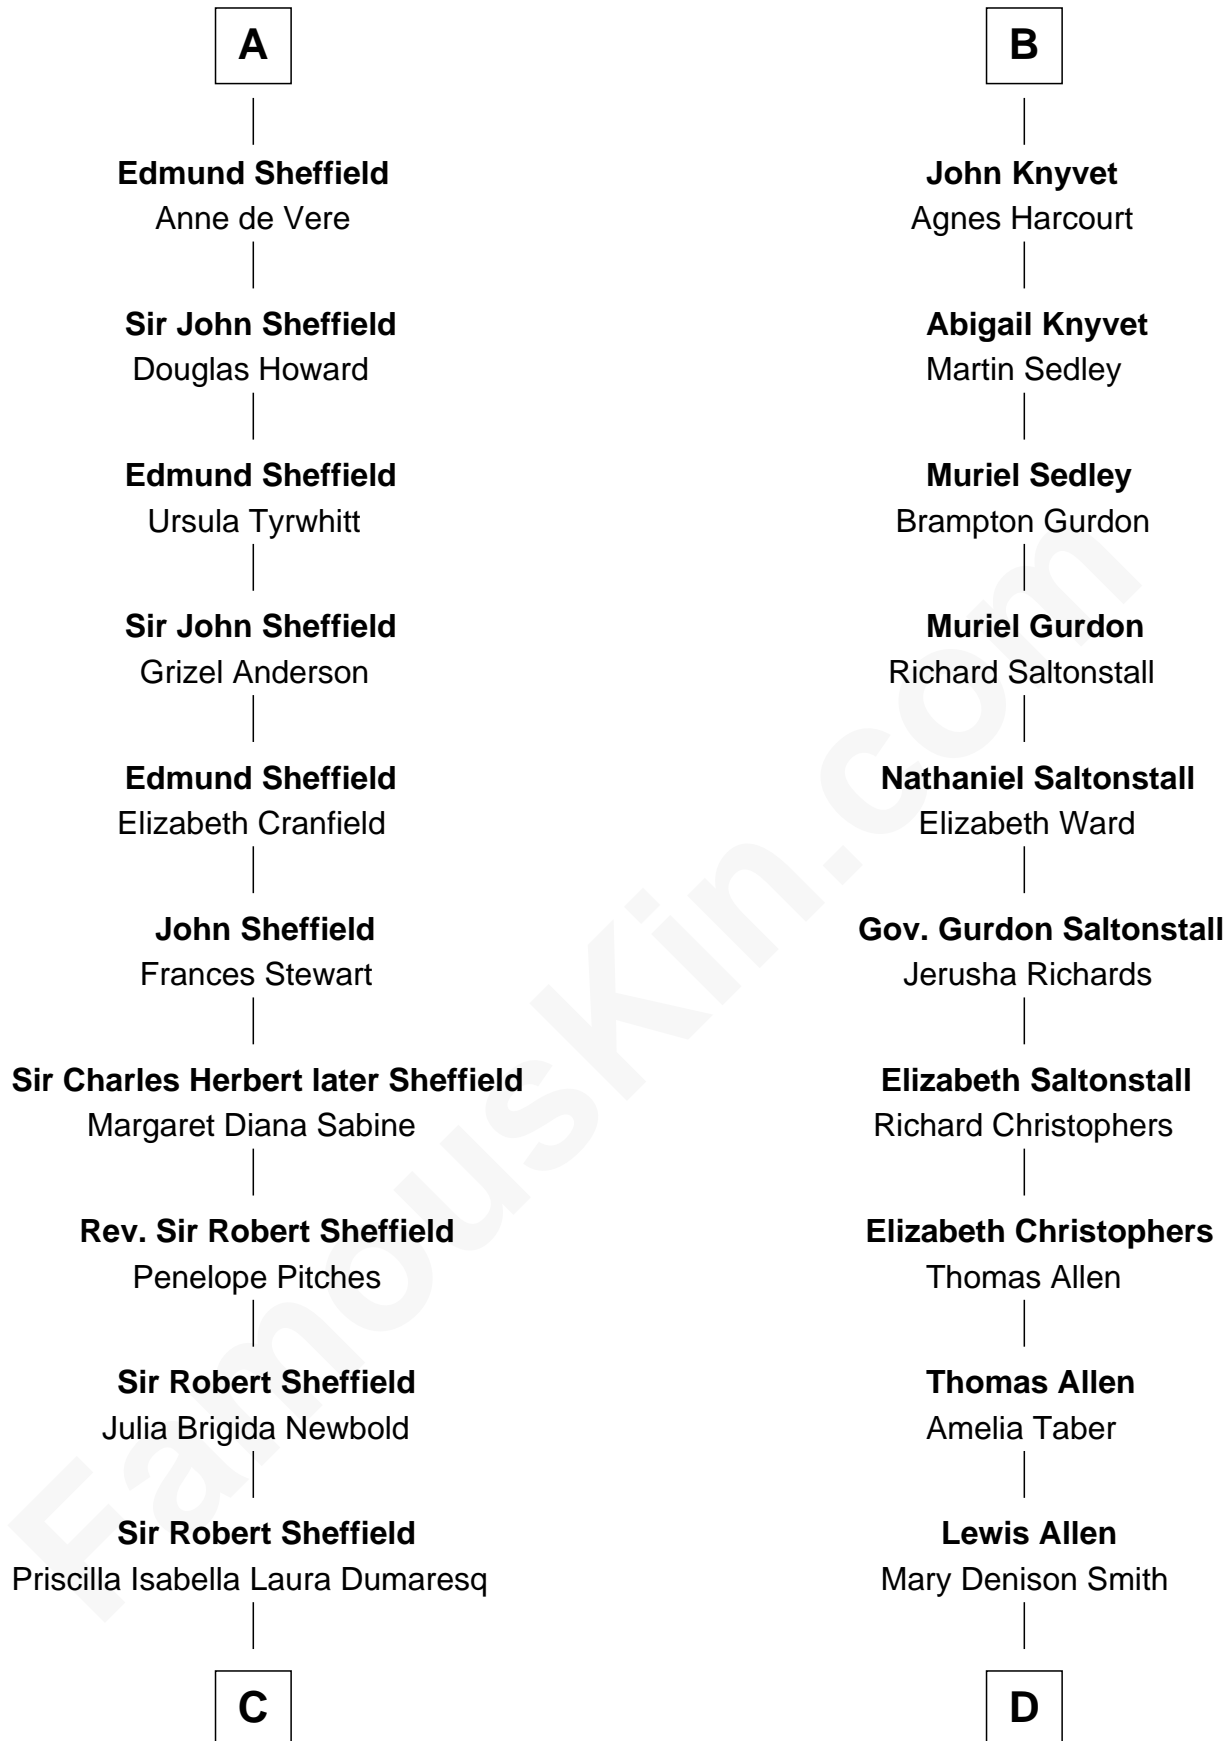 A
Edmund Sheffield
Anne de Vere
Sir John Sheffield
Douglas Howard
Edmund Sheffield
Ursula Tyrwhitt
Sir John Sheffield
Grizel Anderson
Edmund Sheffield
Elizabeth Cranfield
John Sheffield
Frances Stewart
Sir Charles Herbert later Sheffield
Margaret Diana Sabine
Rev. Sir Robert Sheffield
Penelope Pitches
Sir Robert Sheffield
Julia Brigida Newbold
Sir Robert Sheffield
Priscilla Isabella Laura Dumaresq
C
B
John Knyvet
Agnes Harcourt
Abigail Knyvet
Martin Sedley
Muriel Sedley
Brampton Gurdon
Muriel Gurdon
Richard Saltonstall
Nathaniel Saltonstall
Elizabeth Ward
Gov. Gurdon Saltonstall
Jerusha Richards
Elizabeth Saltonstall
Richard Christophers
Elizabeth Christophers
Thomas Allen
Thomas Allen
Amelia Taber
Lewis Allen
Mary Denison Smith
D
FamousKin.com